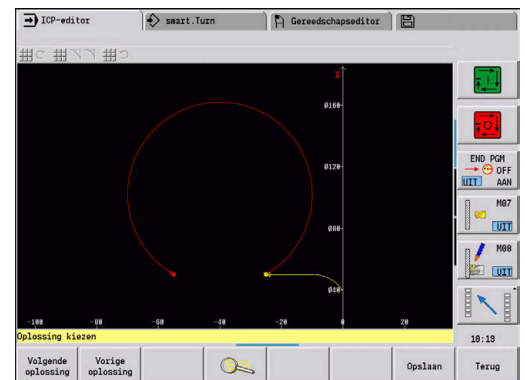 ICP-editor
smart.Turn
Gereedschapseditor
X
Ø160
Ø120
Ø80
Ø40
-100 -80 -60 -40 -20 0 20
END PGM
OFF
UIT AAN
M07
UIT
M08
UIT
Oplossing kiezen
10:19
Volgende oplossing
Vorige oplossing
Opslaan
Terug